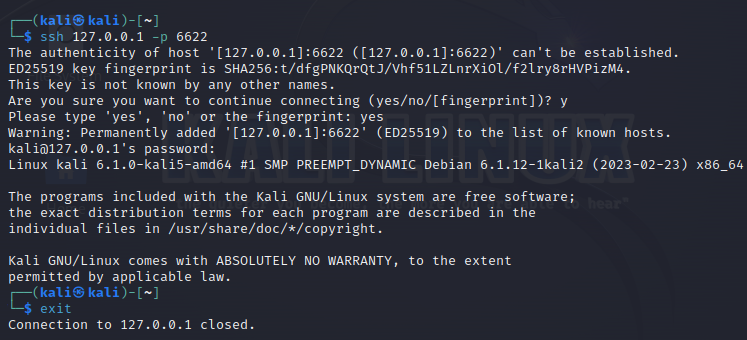 ┌──(kali㉿kali)-[~]
└─$ ssh 127.0.0.1 -p 6622
The authenticity of host '[127.0.0.1]:6622 ([127.0.0.1]:6622)' can't be established.
ED25519 key fingerprint is SHA256:t/dfgPNKQrQtJ/Vhf51LZLnrXiOl/f2lry8rHVPizM4.
This key is not known by any other names.
Are you sure you want to continue connecting (yes/no/[fingerprint])? y
Please type 'yes', 'no' or the fingerprint: yes
Warning: Permanently added '[127.0.0.1]:6622' (ED25519) to the list of known hosts.
kali@127.0.0.1's password:
Linux kali 6.1.0-kali5-amd64 #1 SMP PREEMPT_DYNAMIC Debian 6.1.12-1kali2 (2023-02-23) x86_64
The programs included with the Kali GNU/Linux system are free software;
the exact distribution terms for each program are described in the
individual files in /usr/share/doc/*/copyright.
Kali GNU/Linux comes with ABSOLUTELY NO WARRANTY, to the extent
permitted by applicable law.
┌──(kali㉿kali)-[~]
└─$ exit
Connection to 127.0.0.1 closed.